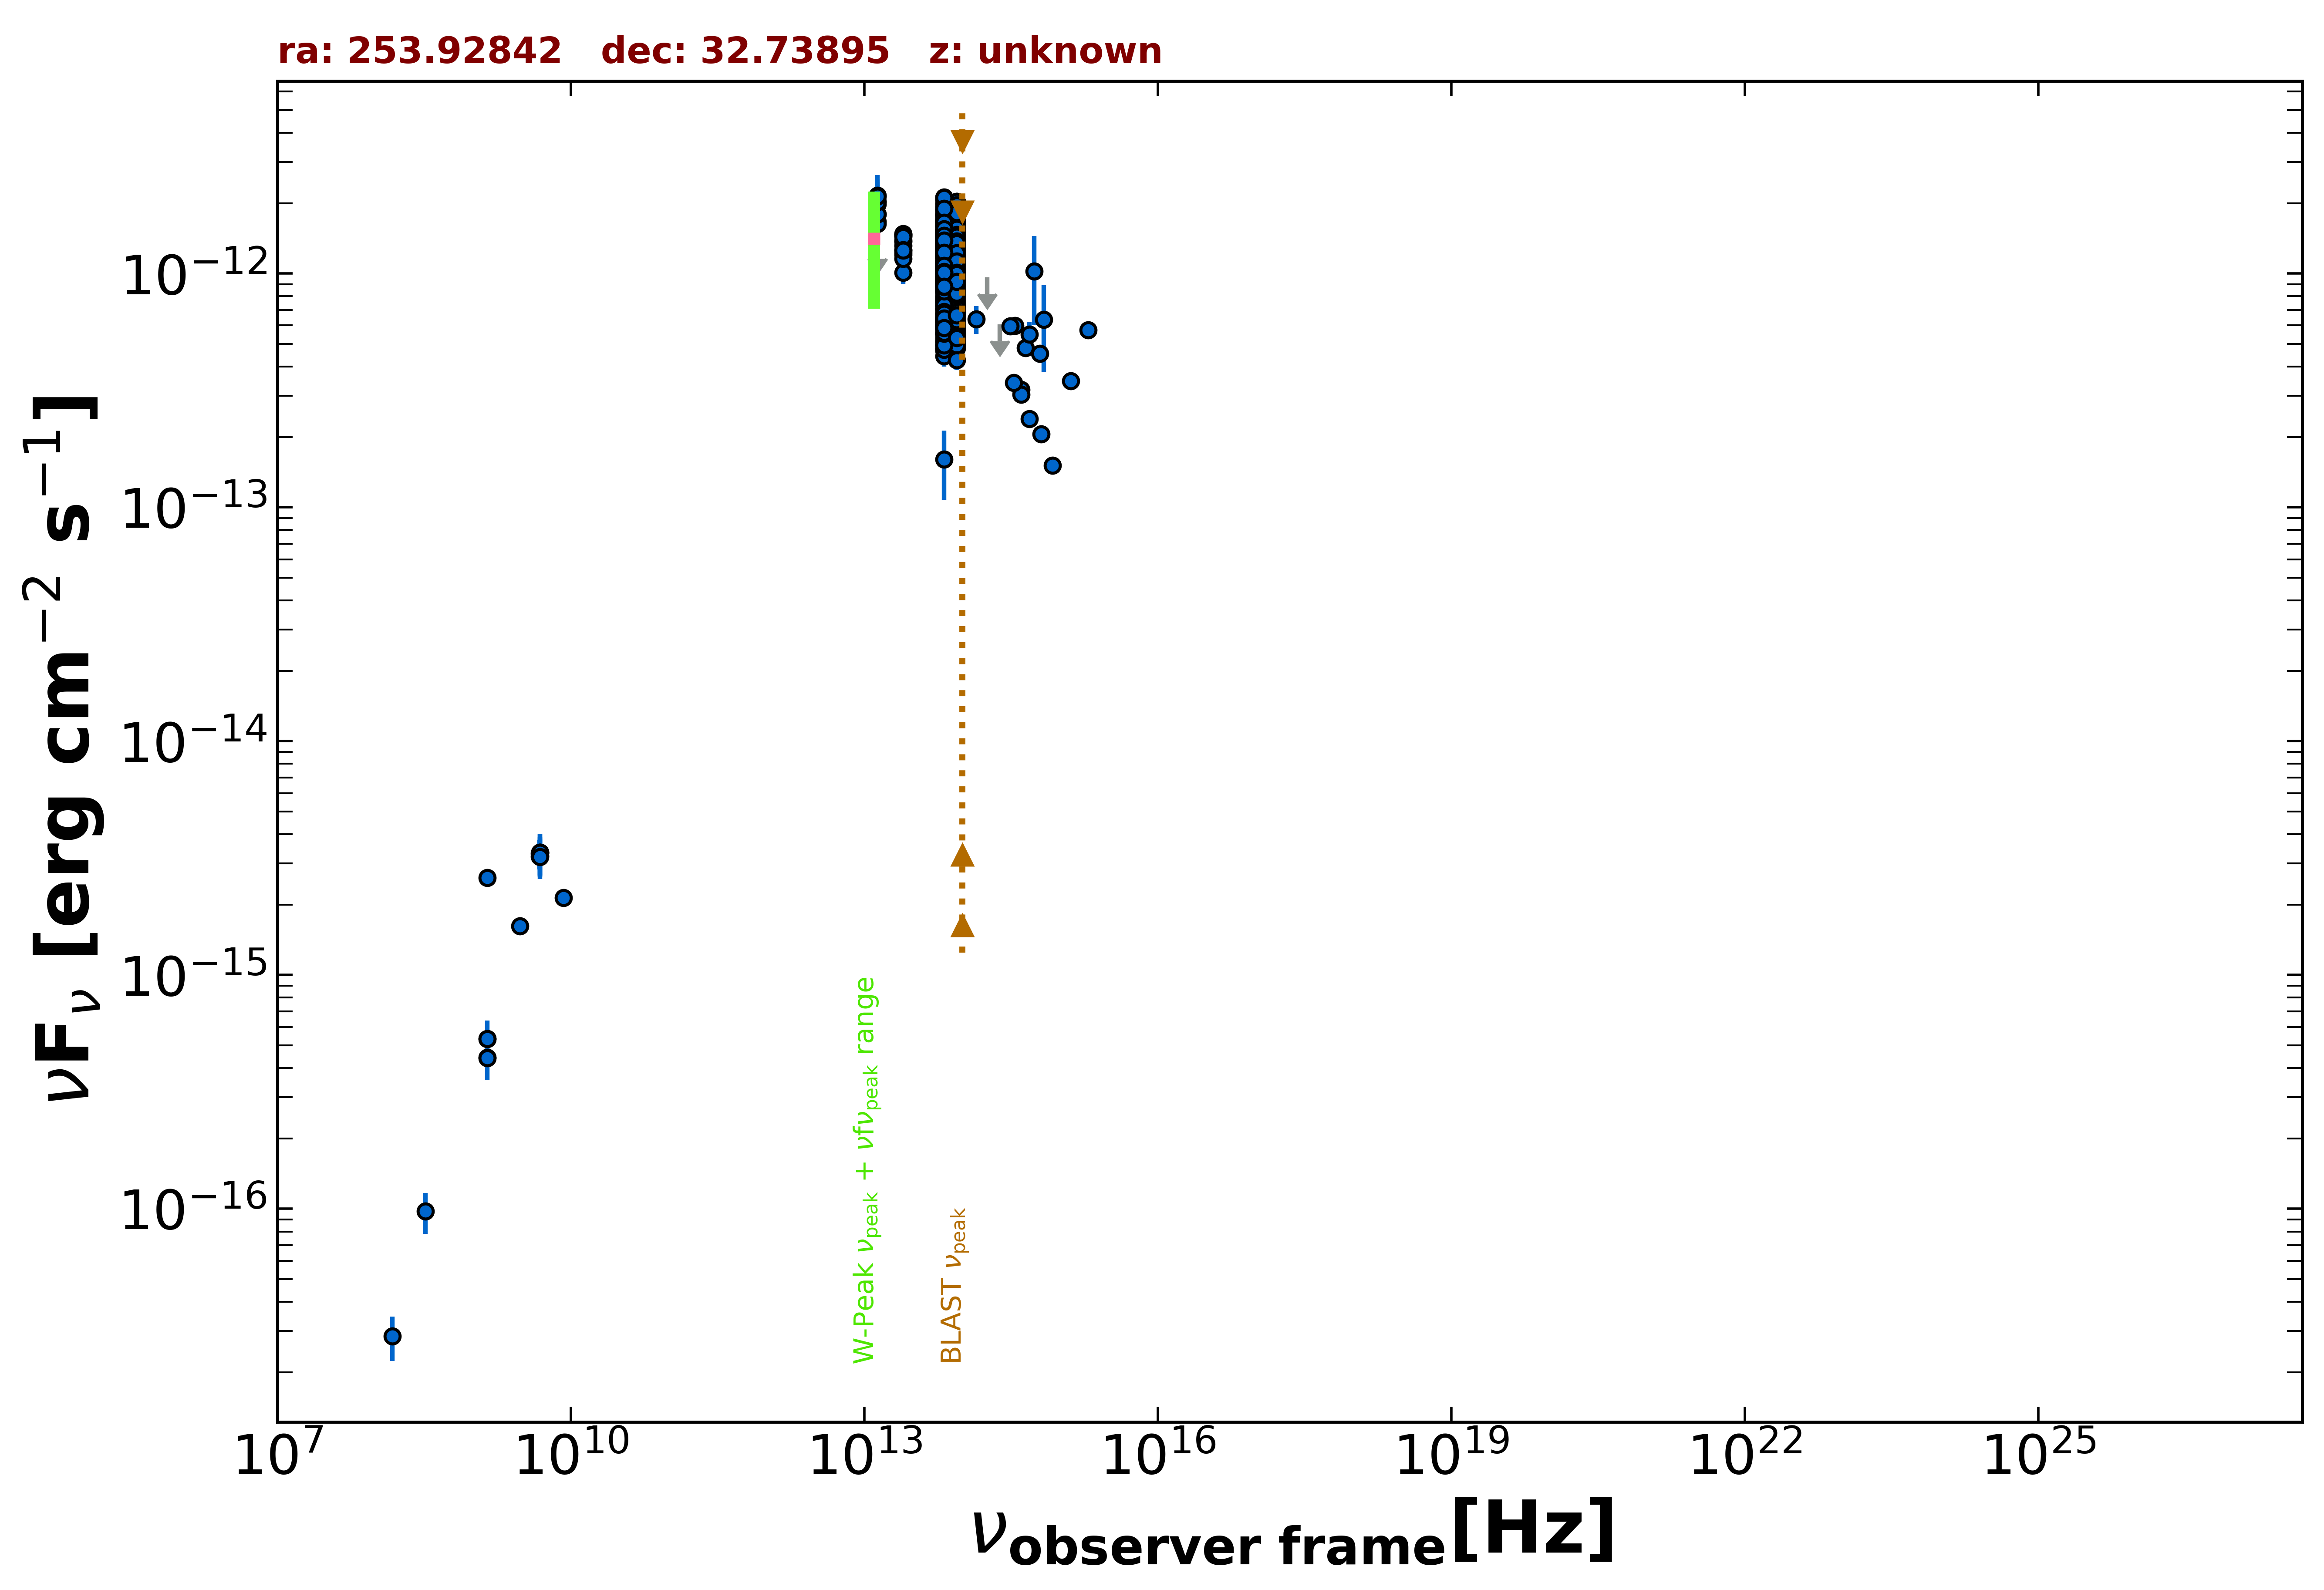 ra: 253.92842   dec: 32.73895   z: unknown
νFν [erg cm−2 s−1]
10−12
10−13
10−14
10−15
10−16
W-Peak νpeak + νfνpeak range
BLAST νpeak
107 1010 1013 1016 1019 1022 1025
νobserver frame[Hz]